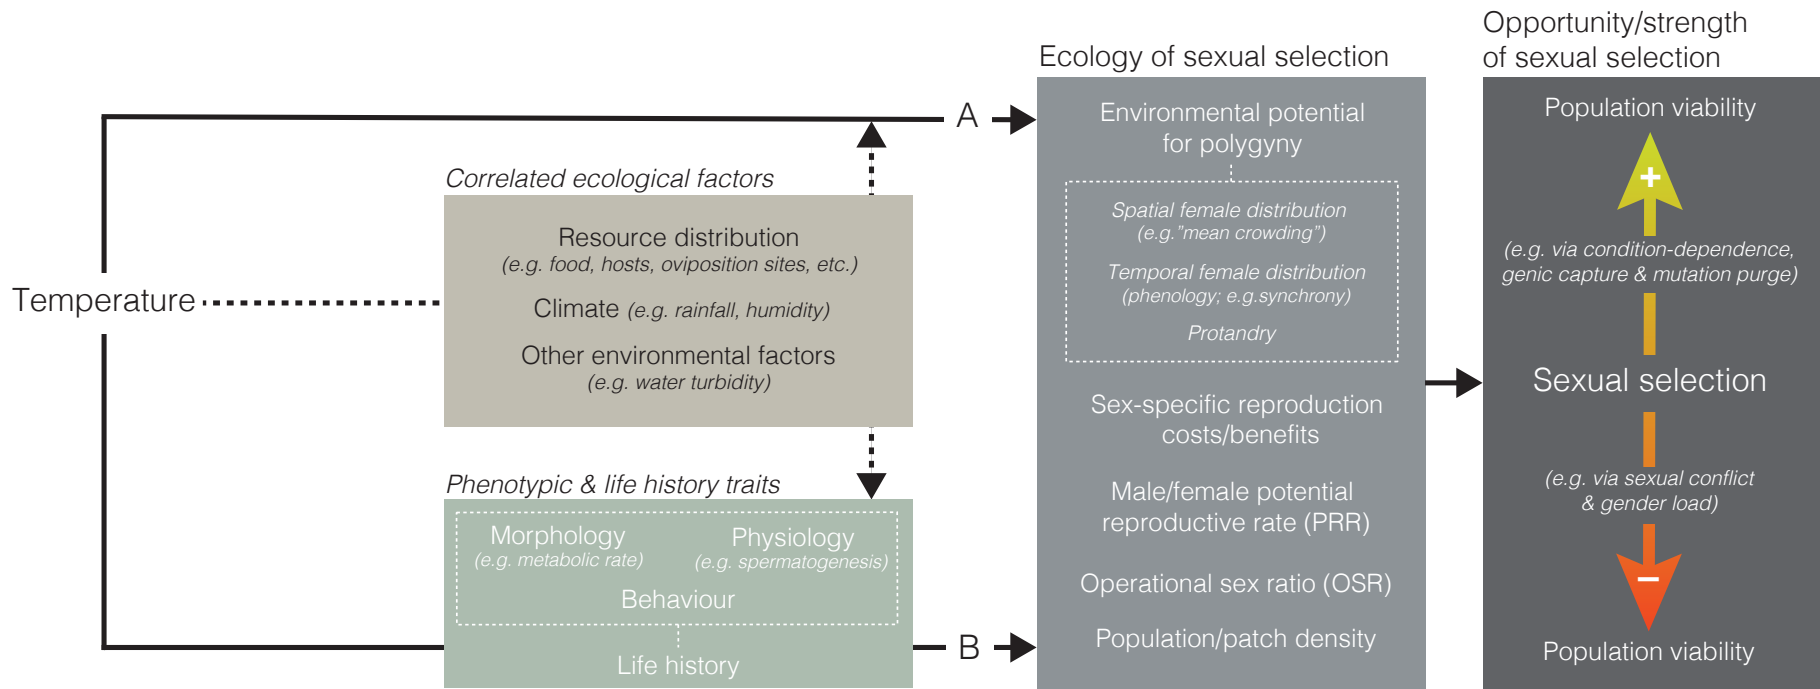 Temperature
A
Correlated ecological factors
Resource distribution
(e.g. food, hosts, oviposition sites, etc.)
Climate (e.g. rainfall, humidity)
Other environmental factors
(e.g. water turbidity)
Phenotypic & life history traits
Morphology
(e.g. metabolic rate)
Physiology
(e.g. spermatogenesis)
Behaviour
Life history
B
Ecology of sexual selection
Environmental potential
for polygyny
Spatial female distribution
(e.g."mean crowding")
Temporal female distribution
(phenology; e.g.synchrony)
Protandry
Sex-specific reproduction
costs/benefits
Male/female potential
reproductive rate (PRR)
Operational sex ratio (OSR)
Population/patch density
Opportunity/strength
of sexual selection
Population viability
+
(e.g. via condition-dependence,
genic capture & mutation purge)
Sexual selection
(e.g. via sexual conflict
& gender load)
−
Population viability